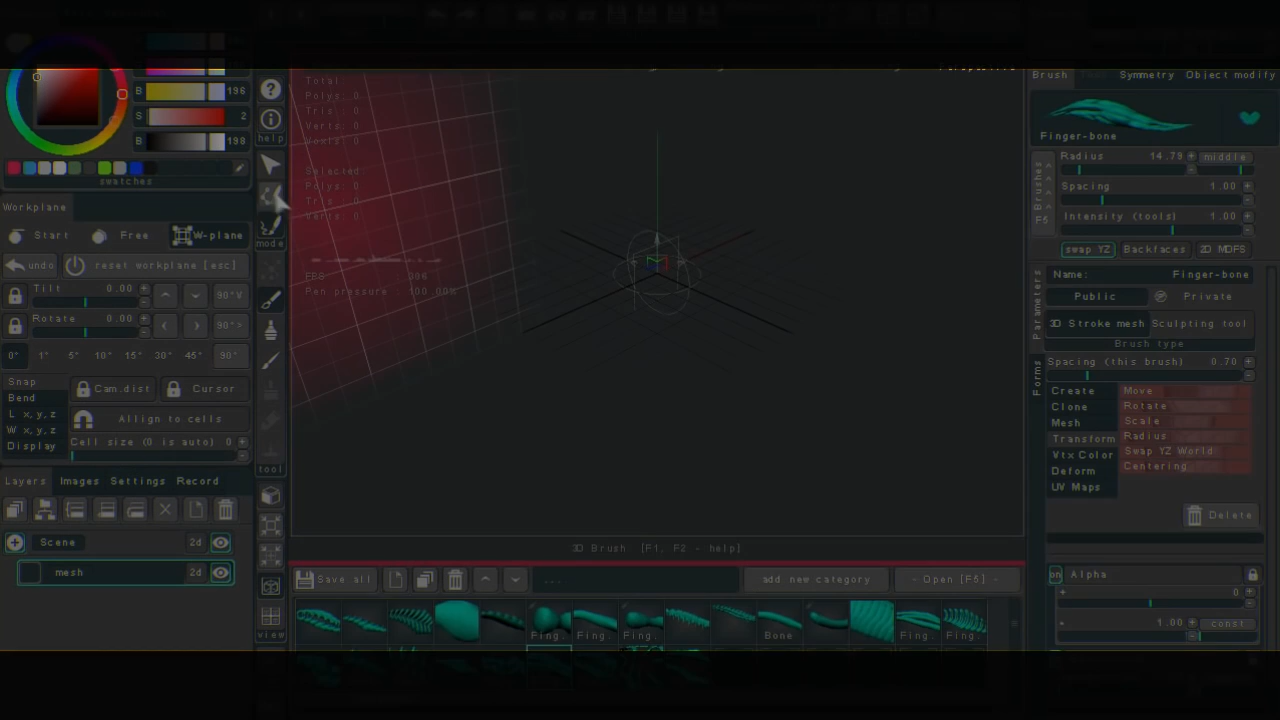 B 196
S 2
B 198
swatches
Workplane
Start Free W-plane
undo reset workplane [esc]
Tilt 0.00
90°V
Rotate 0.00
90°>
0° 1° 5° 10° 15° 30° 45° 90°
Snap
Bend
L x,y,z
W x,y,z
Display
Cam.dist Cursor
Allign to cells
Cell size (0 is auto) 0
Layers Images Settings Record
Scene 2d
mesh 2d
help
mode
tool
view
Total
Polys: 0
Tris : 0
Verts: 0
Voxlz: 0
Selected:
Polys: 0
Tris : 0
Verts: 0
FBS : 006
Pen pressure : 100.00%
3D Brush [F1, F2 - help]
Save all ... add new category - Open [F6] -
Fing. Fing. Fing. Bone Fing. Fing.
Brush Symmetry Object modify
Finger-bone
Brushes >>> F5
Radius 14.79 middle
Spacing 1.00
Intensity (tools) 1.00
swap YZ Backfaces 2D MDFS
Parameters
Forms
Name: Finger-bone
Public Private
3D Stroke mesh Sculpting tool
Brush type
Spacing (this brush) 0.70
Create
Clone
Mesh
Transform
Vtx Color
Deform
UV Maps
Move
Rotate
Scale
Radius
Swap YZ World
Centering
Delete
on Alpha
0
1.00 const